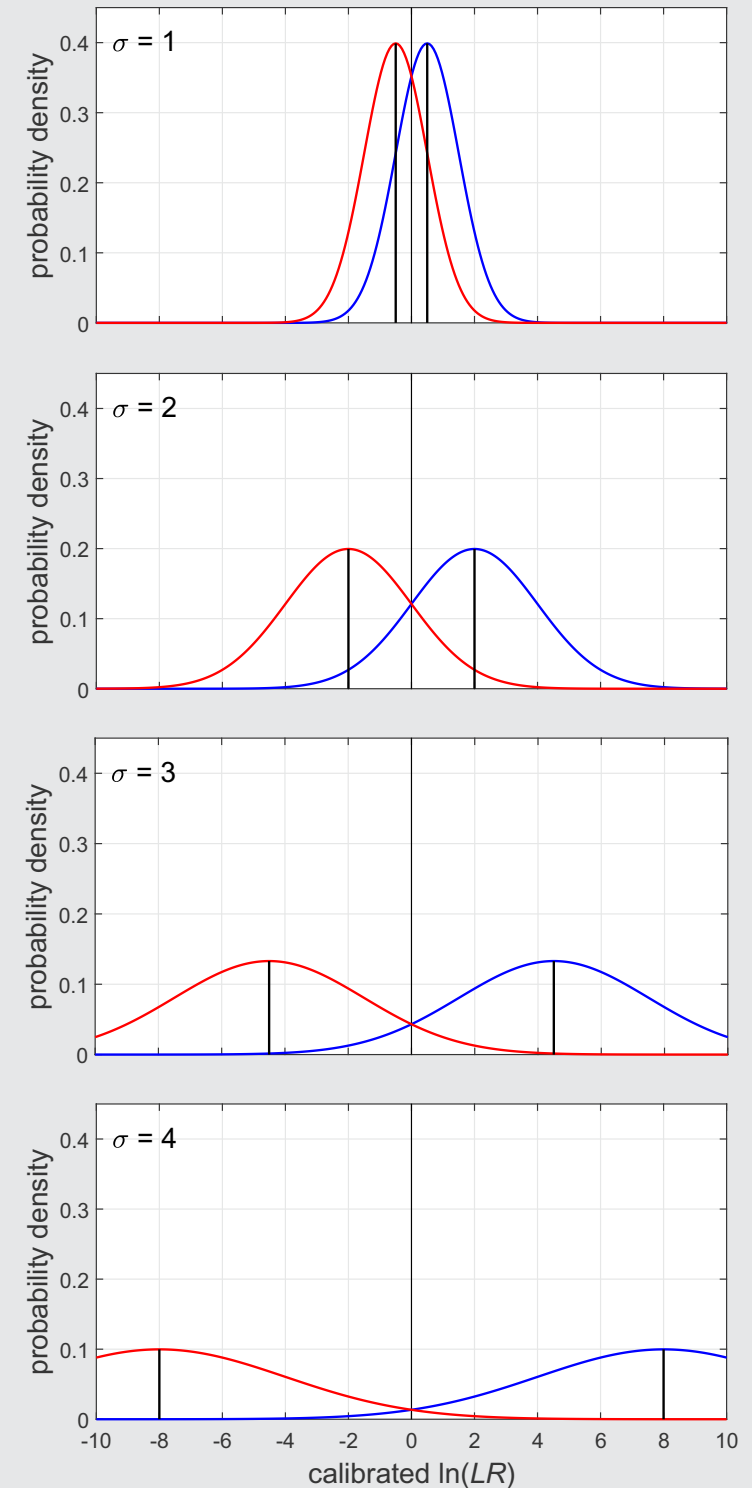 probability density
σ = 1
0.4
0.3
0.2
0.1
0
probability density
σ = 2
0.4
0.3
0.2
0.1
0
probability density
σ = 3
0.4
0.3
0.2
0.1
0
probability density
σ = 4
0.4
0.3
0.2
0.1
0
-10 -8 -6 -4 -2 0 2 4 6 8 10
calibrated ln(LR)